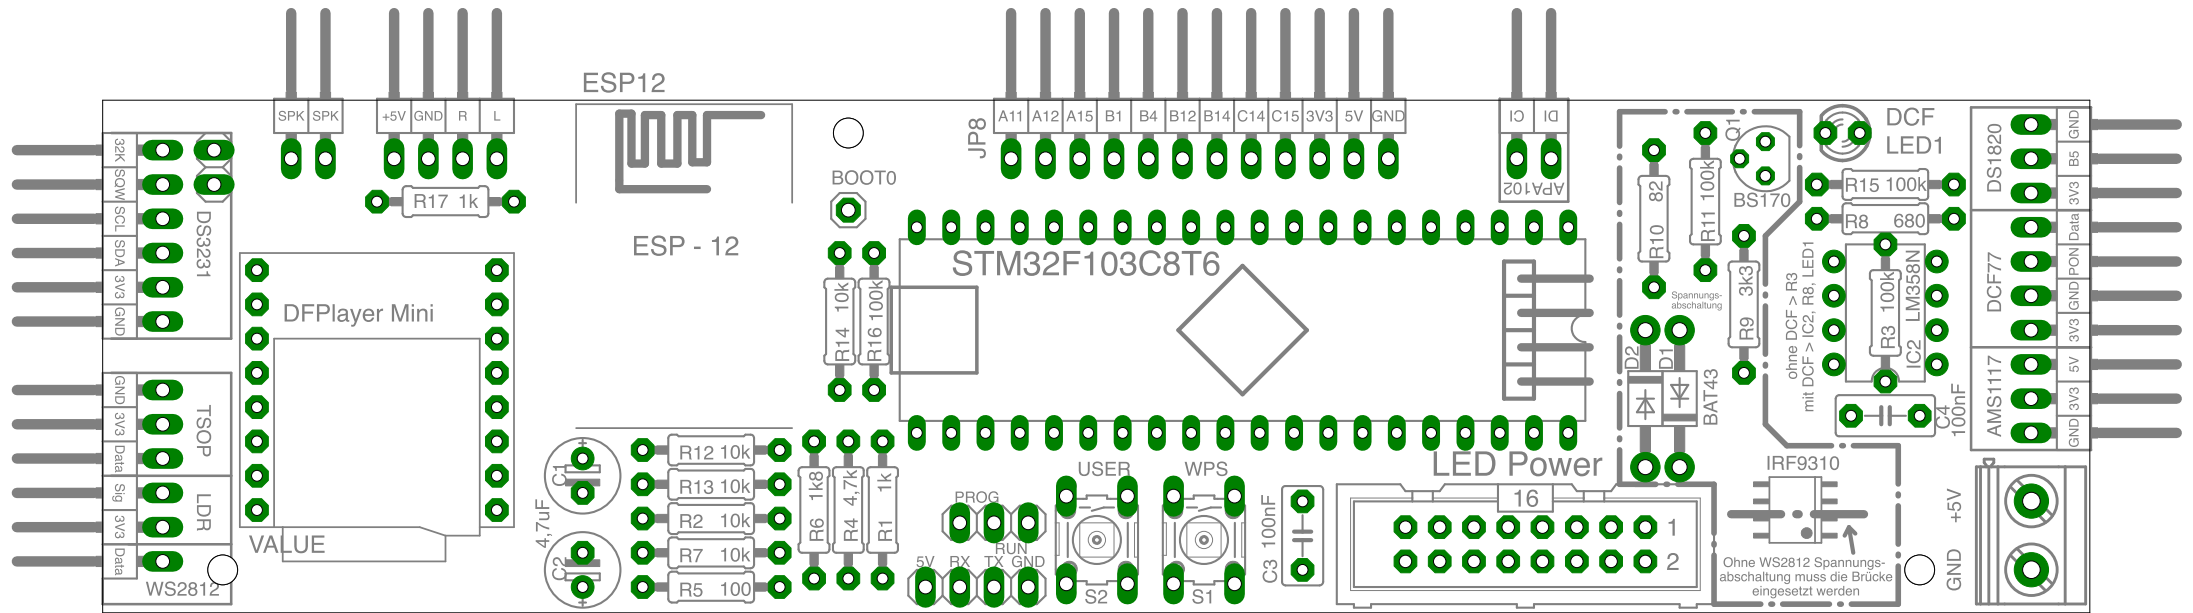 ESP12
SPK SPK
+5V GND R L
A11 A12 A15 B1 B4 B12 B14 C14 C15 3V3 5V GND
JP8
CI DI
APA102
32K
SQW
SCL
SDA
3V3
GND
DS3231
R17 1k
ESP - 12
BOOT0
DFPlayer Mini
VALUE
R14 10k
R16 100k
STM32F103C8T6
R10 82
R11 100k
Q1
BS170
DCF
LED1
R15 100k
R8 680
R9 3k3
Spannungs-
abschaltung
ohne DCF > R3
mit DCF > IC2, R8, LED1
R3 100k
IC2 LM358N
C4
100nF
D2
D1
BAT43
GND
B5
3V3
DS1820
Data
PON
GND
3V3
DCF77
5V
3V3
GND
AMS1117
GND
3V3
Data
TSOP
Sig
3V3
LDR
Data
WS2812
C1
4,7uF
C2
R12 10k
R13 10k
R2 10k
R7 10k
R5 100
R6 1k8
R4 4,7k
R1 1k
PROG
RUN
5V RX TX GND
USER
S2
WPS
S1
C3 100nF
LED Power
16
1
2
IRF9310
Ohne WS2812 Spannungs-
abschaltung muss die Brücke
eingesetzt werden
+5V
GND